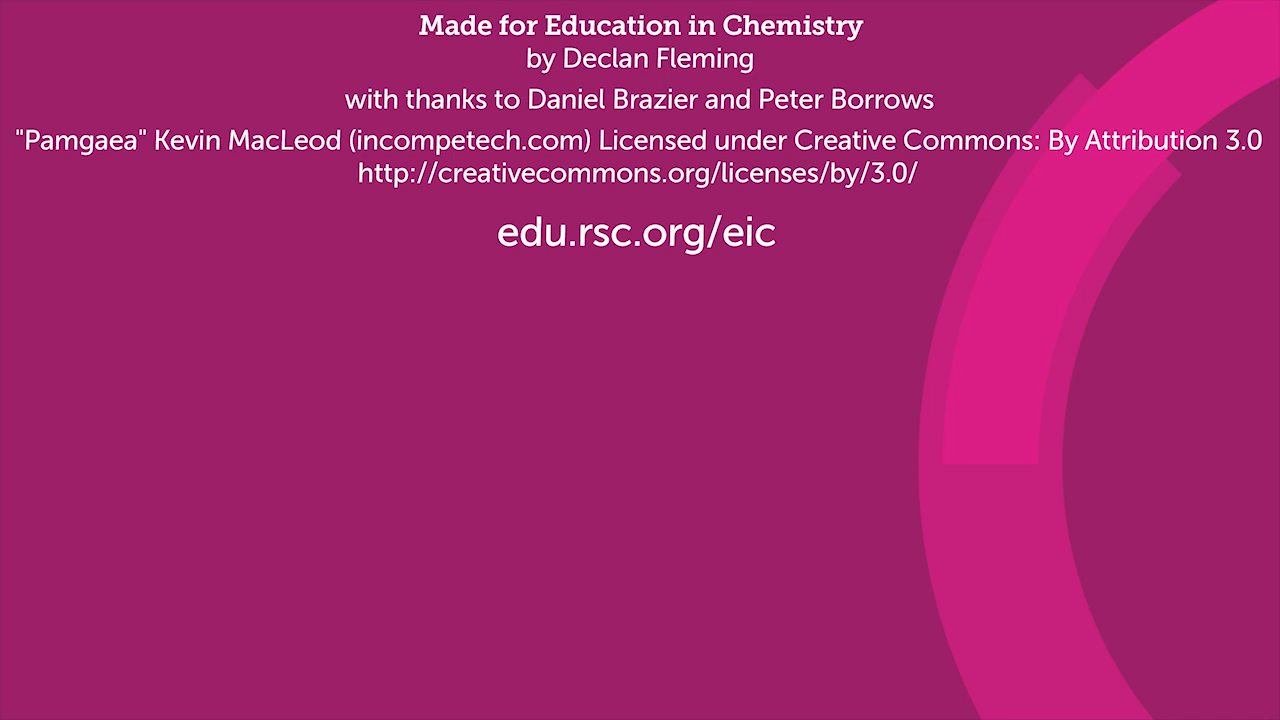 Made for Education in Chemistry
by Declan Fleming
with thanks to Daniel Brazier and Peter Borrows
"Pamgaea" Kevin MacLeod (incompetech.com) Licensed under Creative Commons: By Attribution 3.0
http://creativecommons.org/licenses/by/3.0/
edu.rsc.org/eic